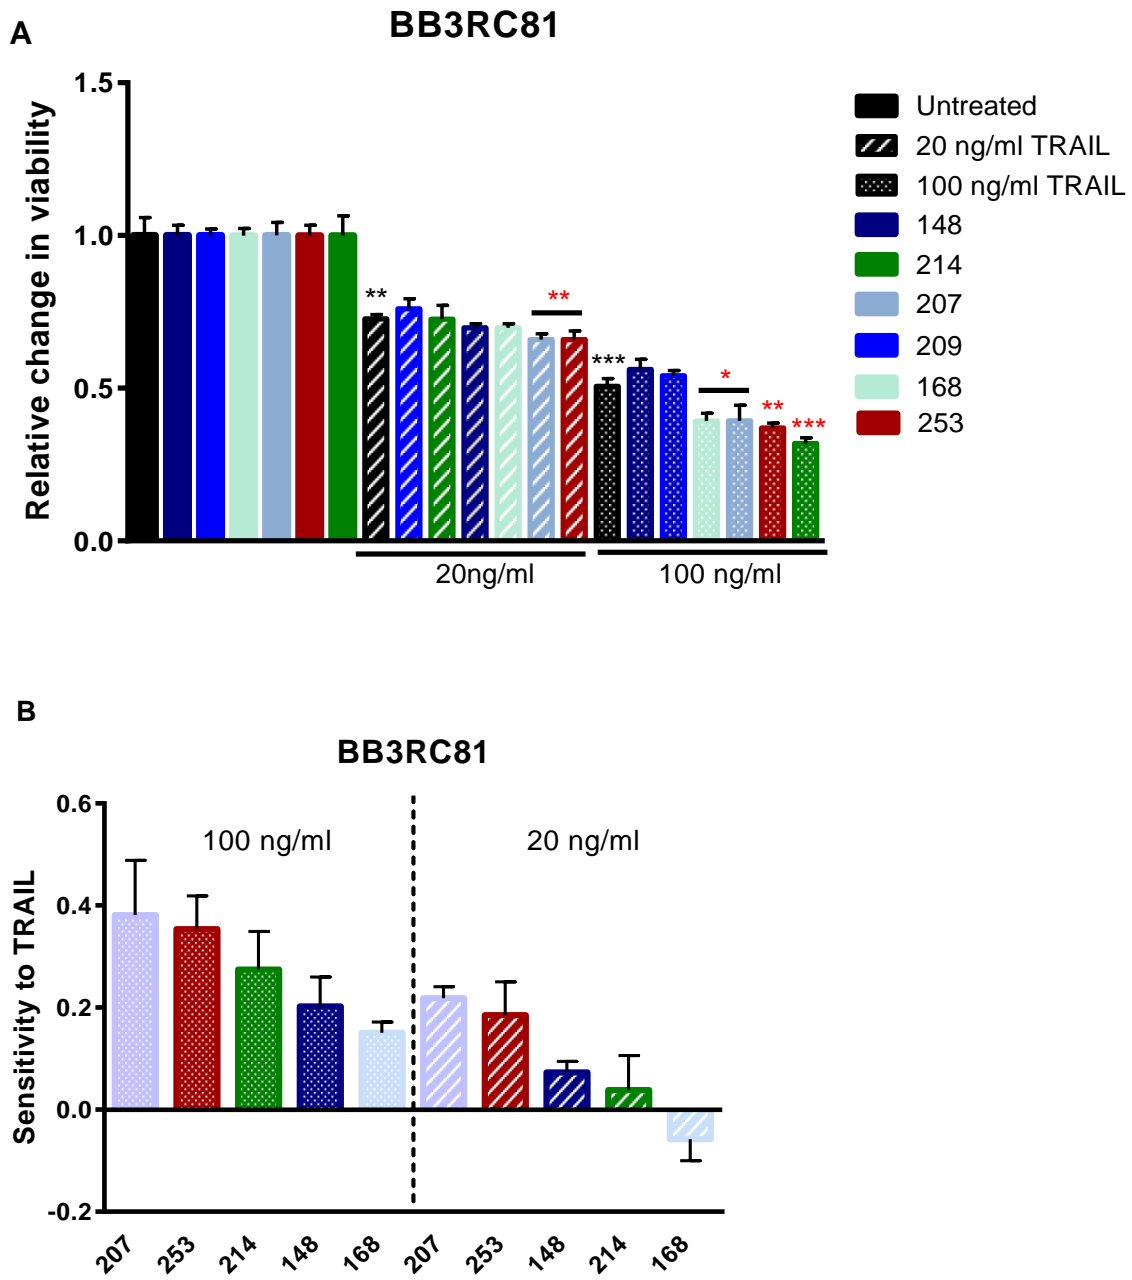 A
BB3RC81
Relative change in viability
1.5
1.0
0.5
0.0
**
**
***
*
**
***
20ng/ml
100 ng/ml
Untreated
20 ng/ml TRAIL
100 ng/ml TRAIL
148
214
207
209
168
253
B
BB3RC81
Sensitivity to TRAIL
0.6
0.4
0.2
0.0
-0.2
100 ng/ml
20 ng/ml
207
253
214
148
168
207
253
148
214
168